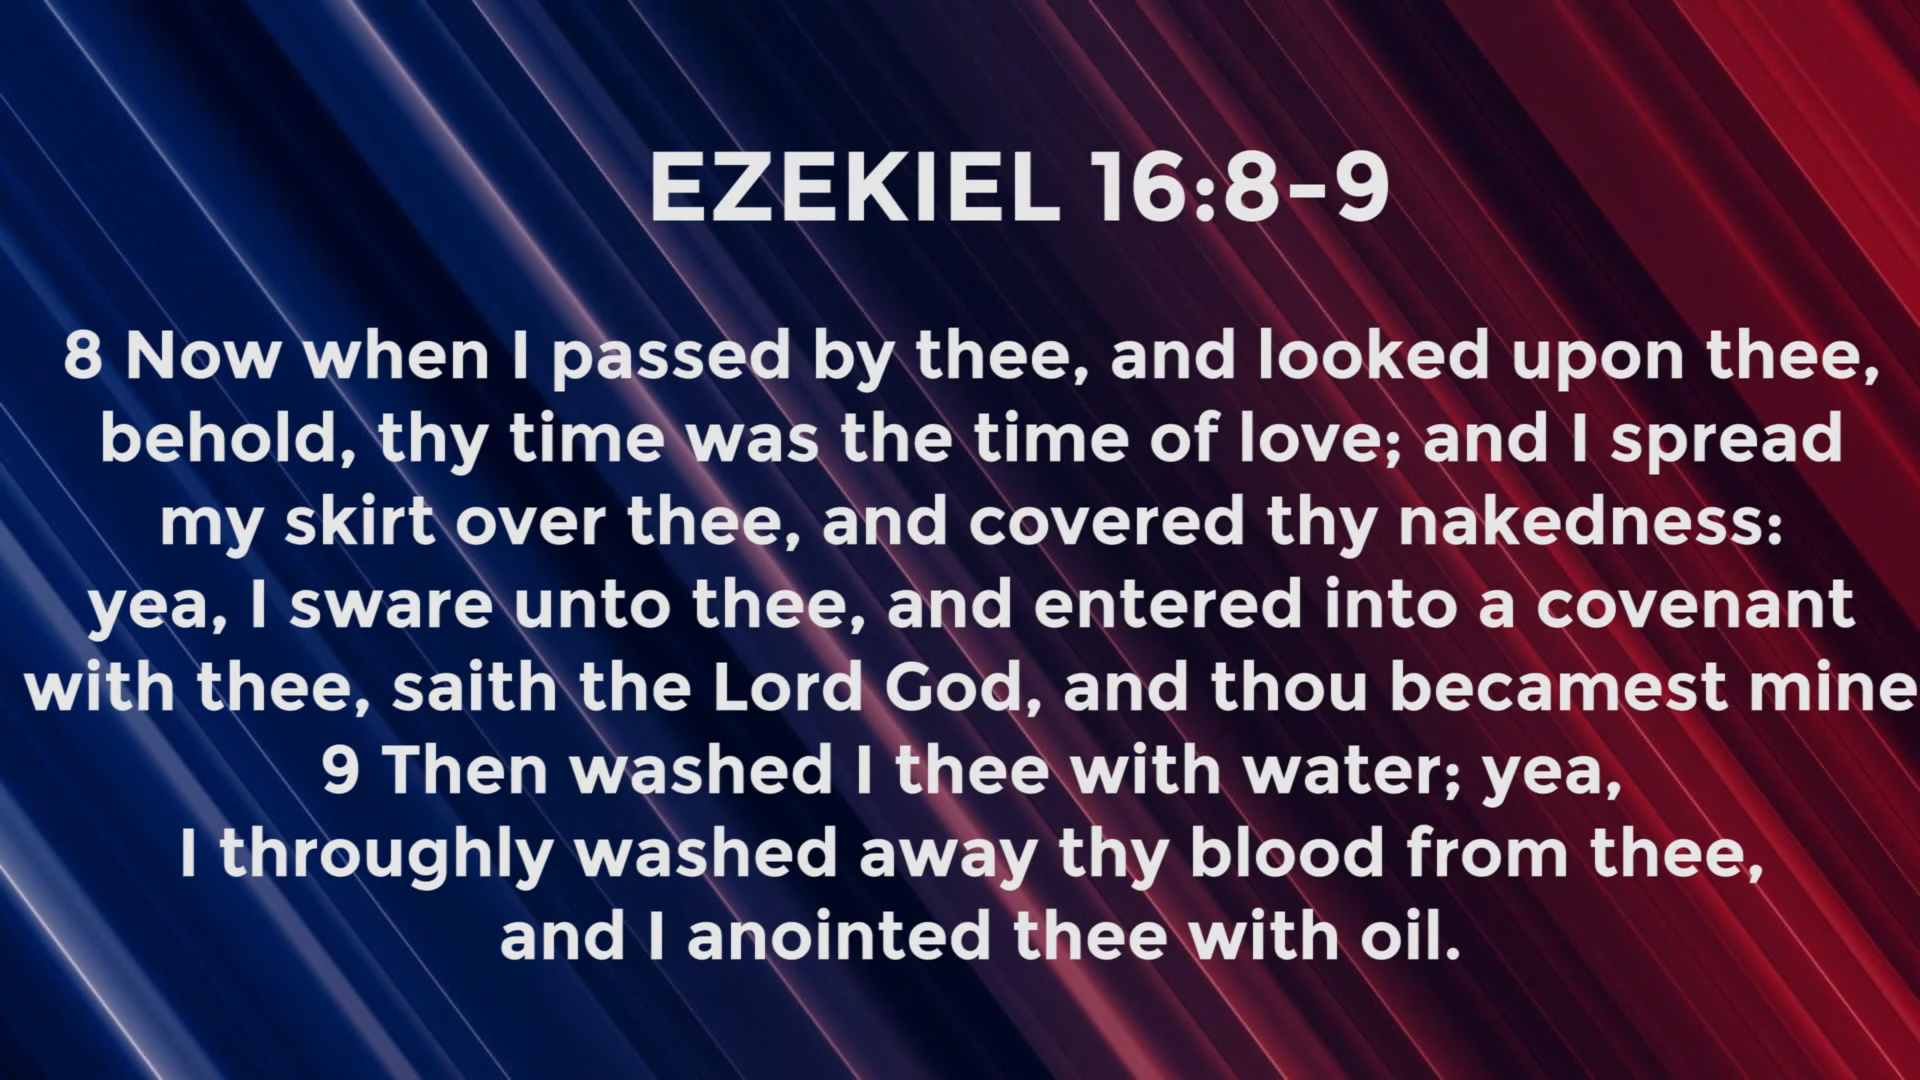 EZEKIEL 16:8-9
8 Now when I passed by thee, and looked upon thee,
behold, thy time was the time of love; and I spread
my skirt over thee, and covered thy nakedness:
yea, I sware unto thee, and entered into a covenant
with thee, saith the Lord God, and thou becamest mine
9 Then washed I thee with water; yea,
I throughly washed away thy blood from thee,
and I anointed thee with oil.